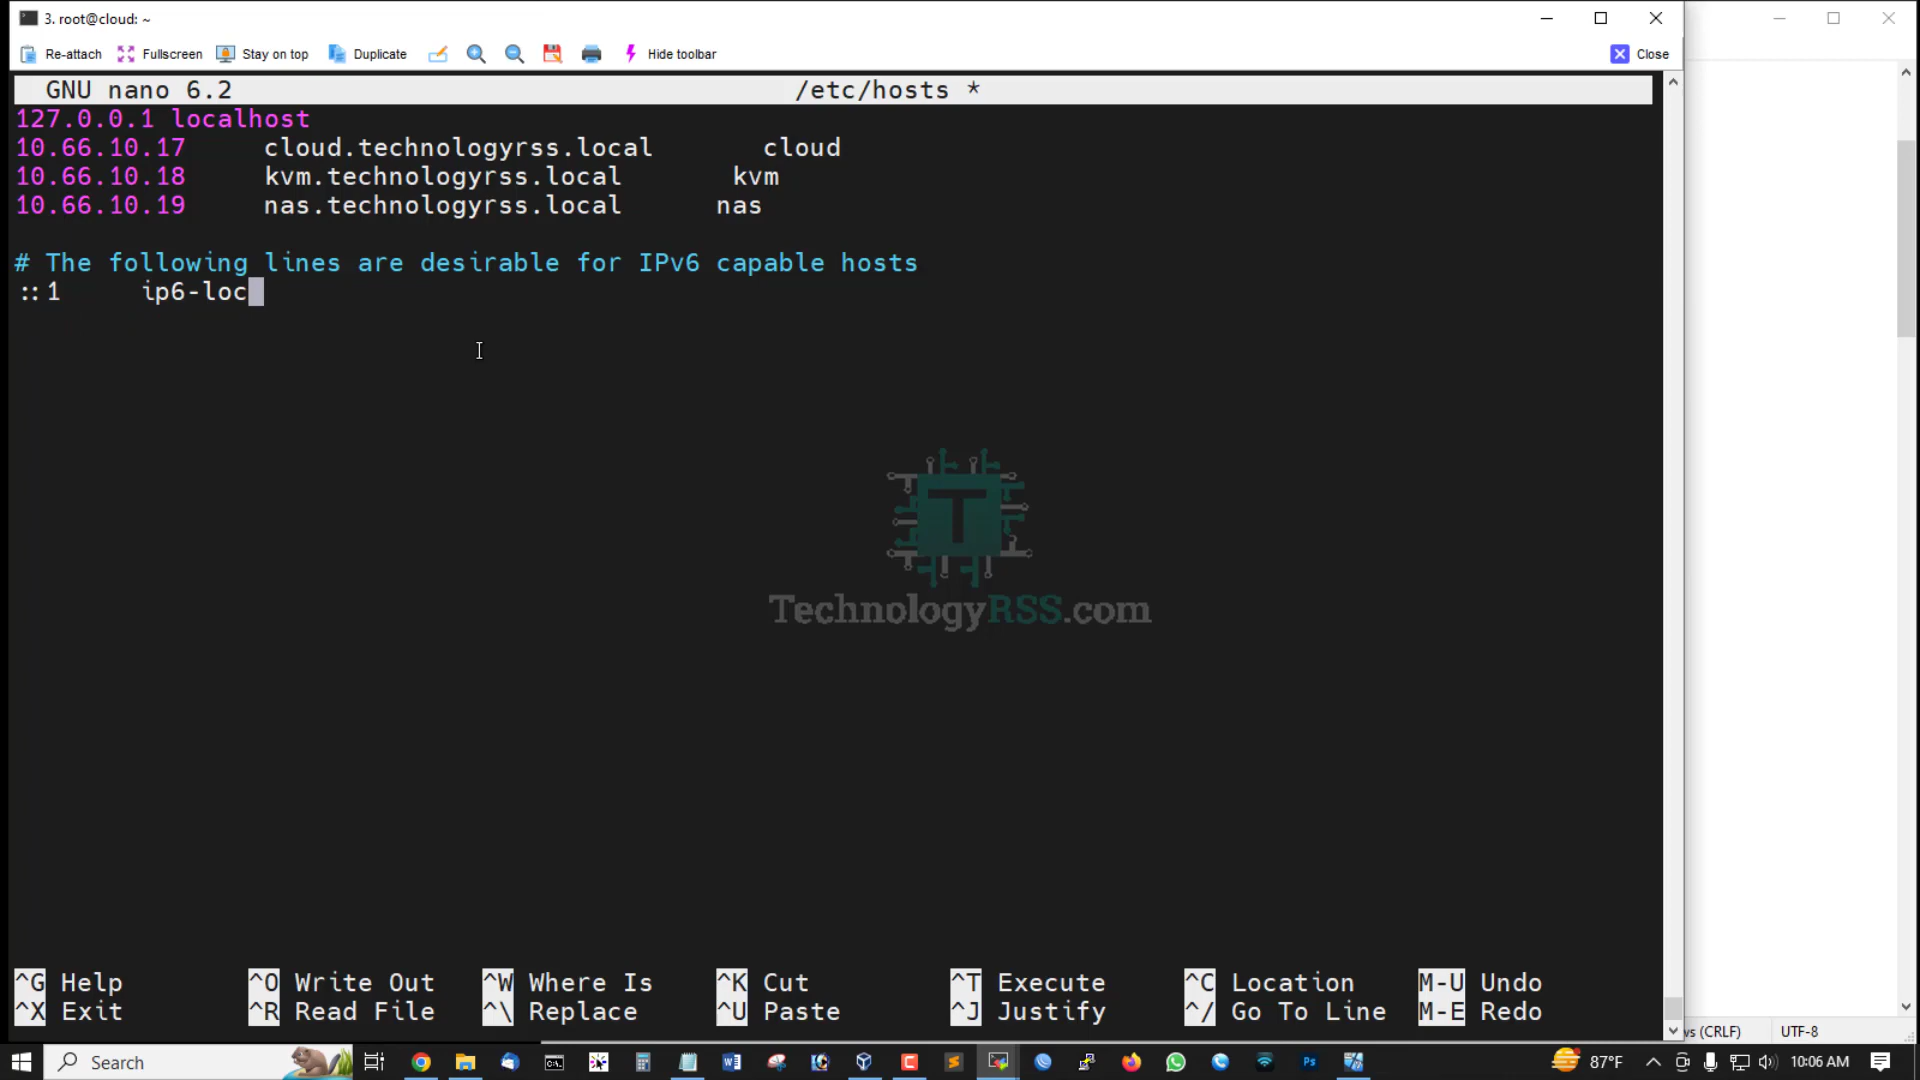 3. root@cloud: ~
Re-attach Fullscreen Stay on top Duplicate Hide toolbar Close
GNU nano 6.2 /etc/hosts *
127.0.0.1 localhost
10.66.10.17 cloud.technologyrss.local cloud
10.66.10.18 kvm.technologyrss.local kvm
10.66.10.19 nas.technologyrss.local nas
# The following lines are desirable for IPv6 capable hosts
::1 ip6-loc
T
TechnologyRSS.com
^G Help ^O Write Out ^W Where Is ^K Cut ^T Execute ^C Location M-U Undo
^X Exit ^R Read File ^\ Replace ^U Paste ^J Justify ^/ Go To Line M-E Redo
(CRLF) UTF-8
Search 87°F 10:06 AM